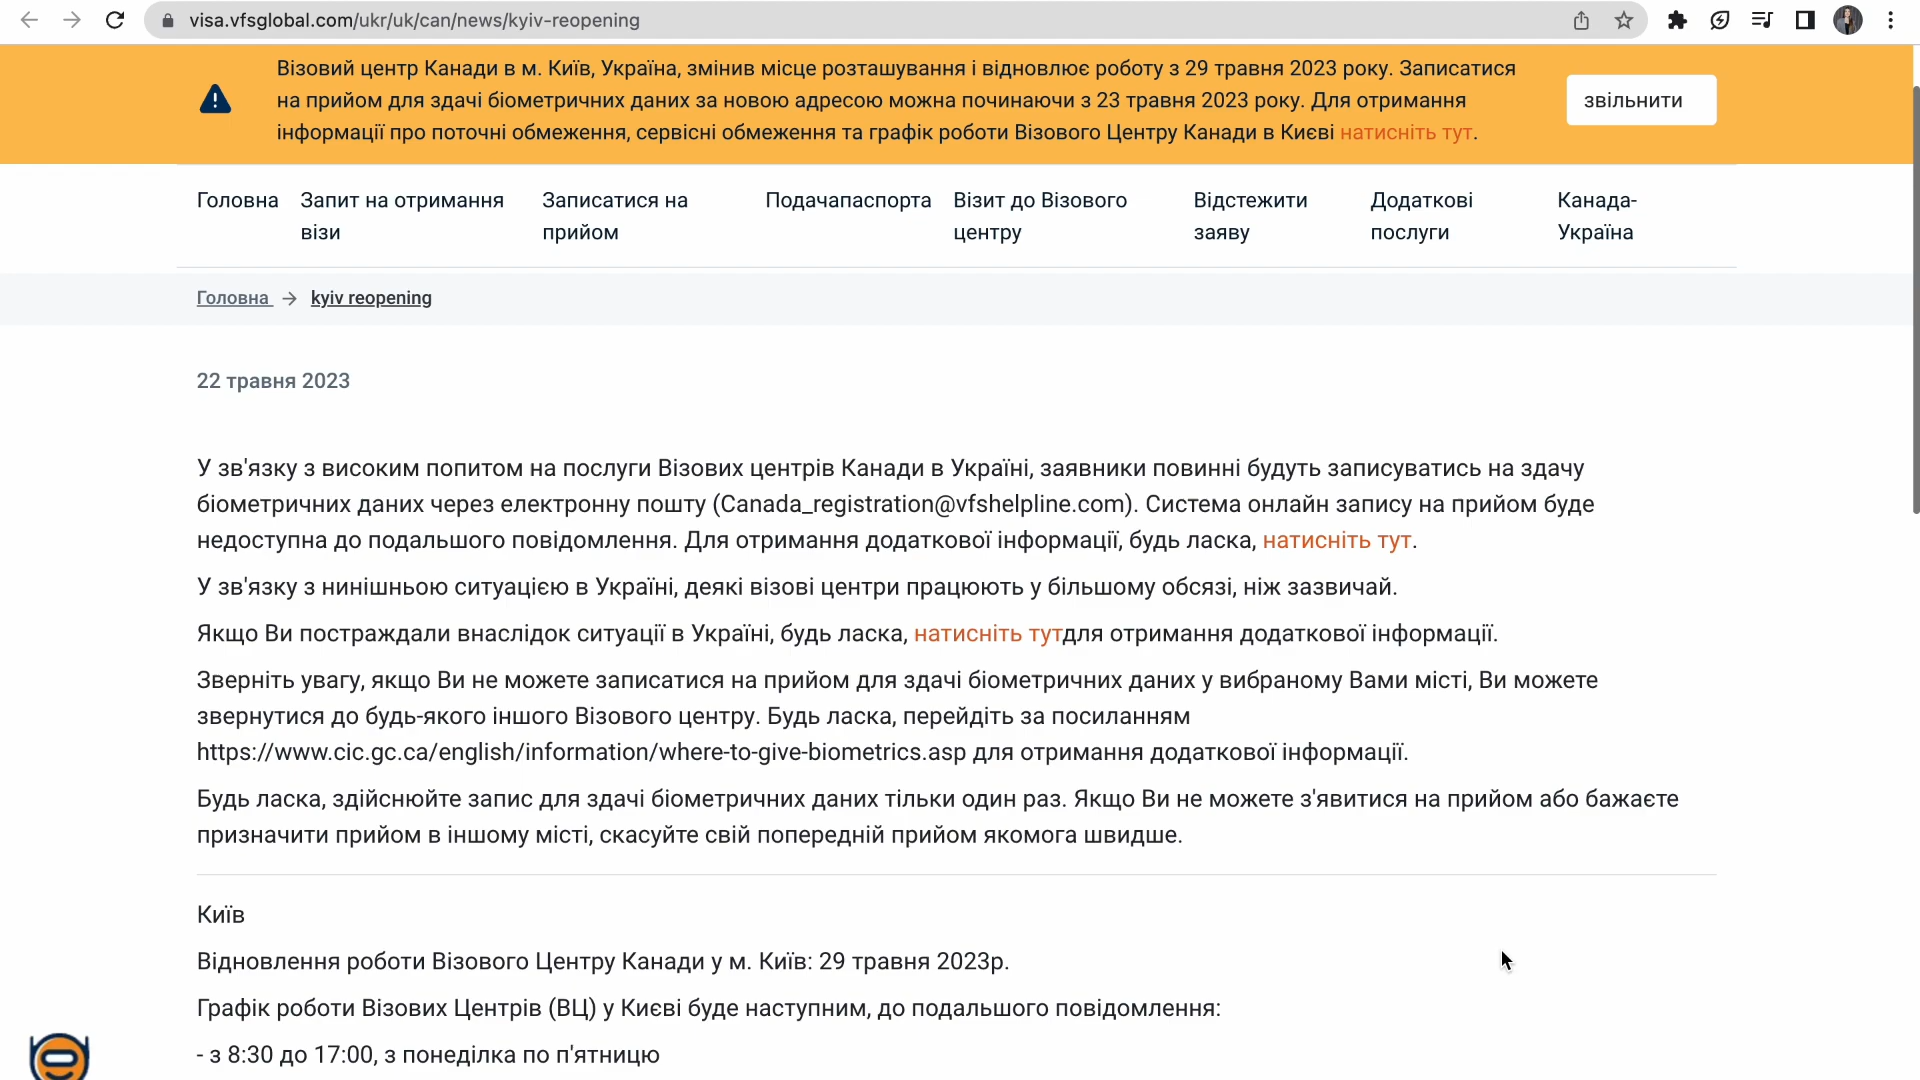 visa.vfsglobal.com/ukr/uk/can/news/kyiv-reopening
Візовий центр Канади в м. Київ, Україна, змінив місце розташування і відновлює роботу з 29 травня 2023 року. Записатися
на прийом для здачі біометричних даних за новою адресою можна починаючи з 23 травня 2023 року. Для отримання
інформації про поточні обмеження, сервісні обмеження та графік роботи Візового Центру Канади в Києві натисніть тут.
звільнити
Головна Запит на отримання Записатися на Подачапаспорта Візит до Візового Відстежити Додаткові Канада-
візи прийом центру заяву послуги Україна
Головна → kyiv reopening
22 травня 2023
У зв'язку з високим попитом на послуги Візових центрів Канади в Україні, заявники повинні будуть записуватись на здачу
біометричних даних через електронну пошту (Canada_registration@vfshelpline.com). Система онлайн запису на прийом буде
недоступна до подальшого повідомлення. Для отримання додаткової інформації, будь ласка, натисніть тут.
У зв'язку з нинішньою ситуацією в Україні, деякі візові центри працюють у більшому обсязі, ніж зазвичай.
Якщо Ви постраждали внаслідок ситуації в Україні, будь ласка, натисніть тутдля отримання додаткової інформації.
Зверніть увагу, якщо Ви не можете записатися на прийом для здачі біометричних даних у вибраному Вами місті, Ви можете
звернутися до будь-якого іншого Візового центру. Будь ласка, перейдіть за посиланням
https://www.cic.gc.ca/english/information/where-to-give-biometrics.asp для отримання додаткової інформації.
Будь ласка, здійснюйте запис для здачі біометричних даних тільки один раз. Якщо Ви не можете з'явитися на прийом або бажаєте
призначити прийом в іншому місті, скасуйте свій попередній прийом якомога швидше.
Київ
Відновлення роботи Візового Центру Канади у м. Київ: 29 травня 2023р.
Графік роботи Візових Центрів (ВЦ) у Києві буде наступним, до подальшого повідомлення:
- з 8:30 до 17:00, з понеділка по п'ятницю